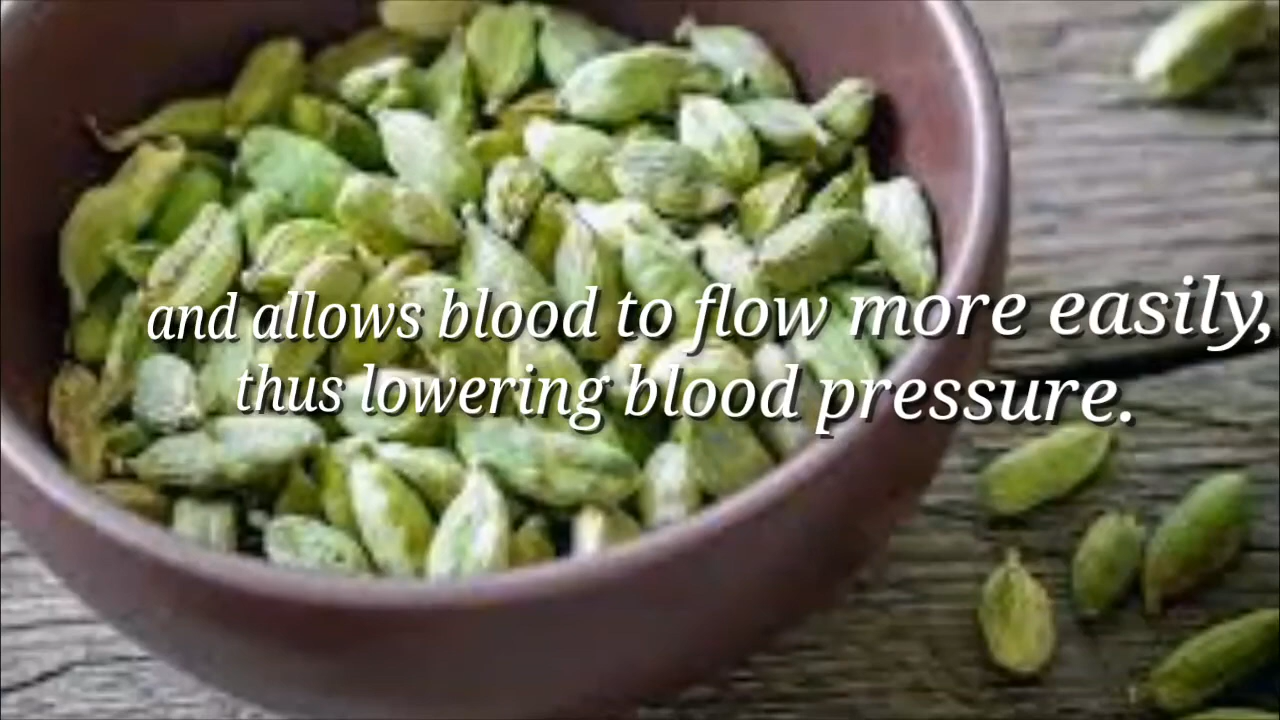 and allows blood to flow more easily,
thus lowering blood pressure.